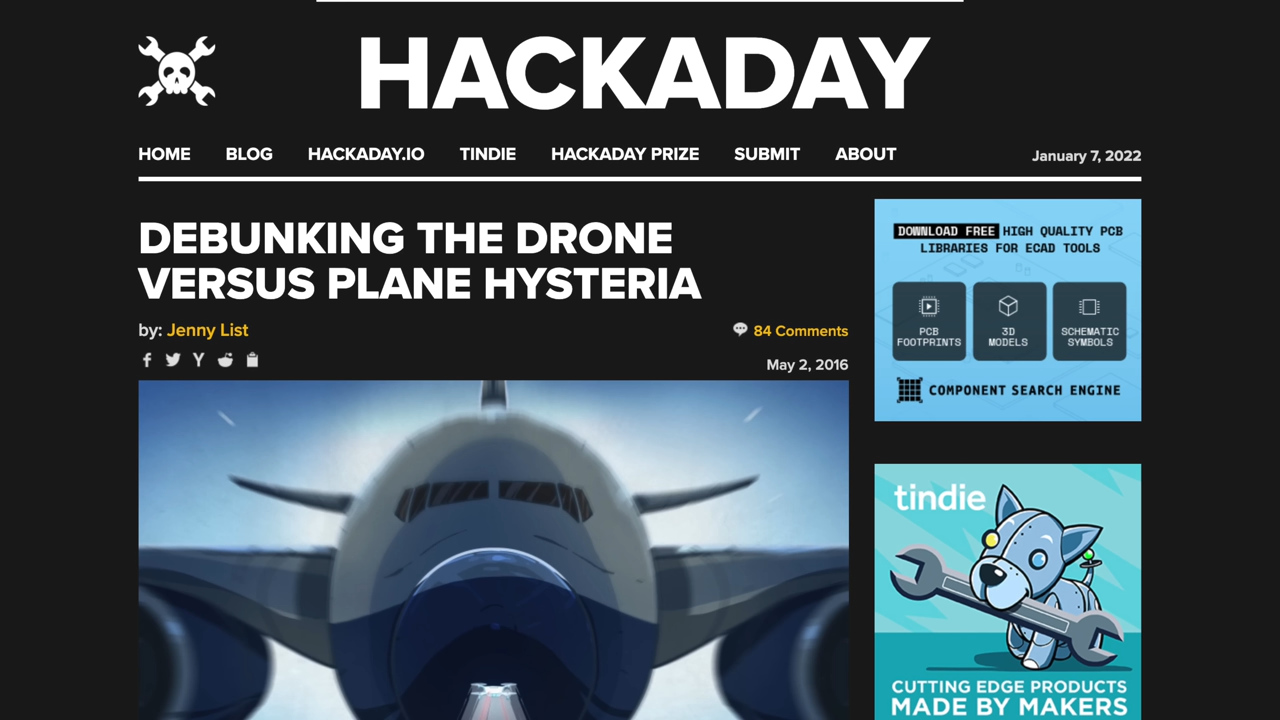 HACKADAY
HOME BLOG HACKADAY.IO TINDIE HACKADAY PRIZE SUBMIT ABOUT
January 7, 2022
DEBUNKING THE DRONE
VERSUS PLANE HYSTERIA
by: Jenny List
84 Comments
May 2, 2016
DOWNLOAD FREE HIGH QUALITY PCB
LIBRARIES FOR ECAD TOOLS
PCB
FOOTPRINTS
3D
MODELS
SCHEMATIC
SYMBOLS
COMPONENT SEARCH ENGINE
tindie
CUTTING EDGE PRODUCTS
MADE BY MAKERS